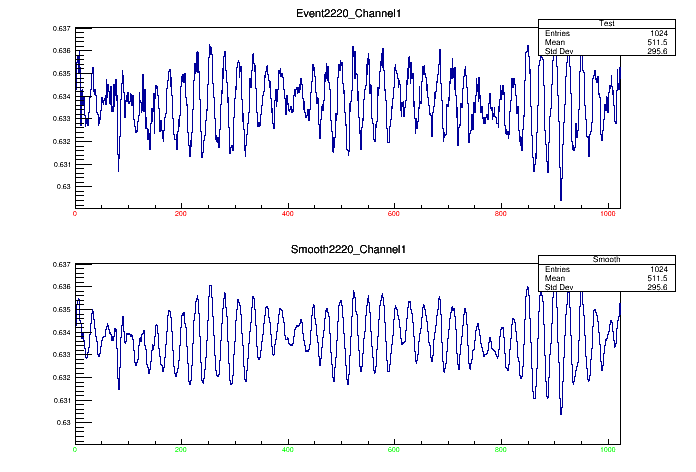 Event2220_Channel1
Test
Entries 1024
Mean 511.5
Std Dev 295.6
0.637
0.636
0.635
0.634
0.633
0.632
0.631
0.63
0 200 400 600 800 1000
Smooth2220_Channel1
Smooth
Entries 1024
Mean 511.5
Std Dev 295.6
0.637
0.636
0.635
0.634
0.633
0.632
0.631
0.63
0 200 400 600 800 1000